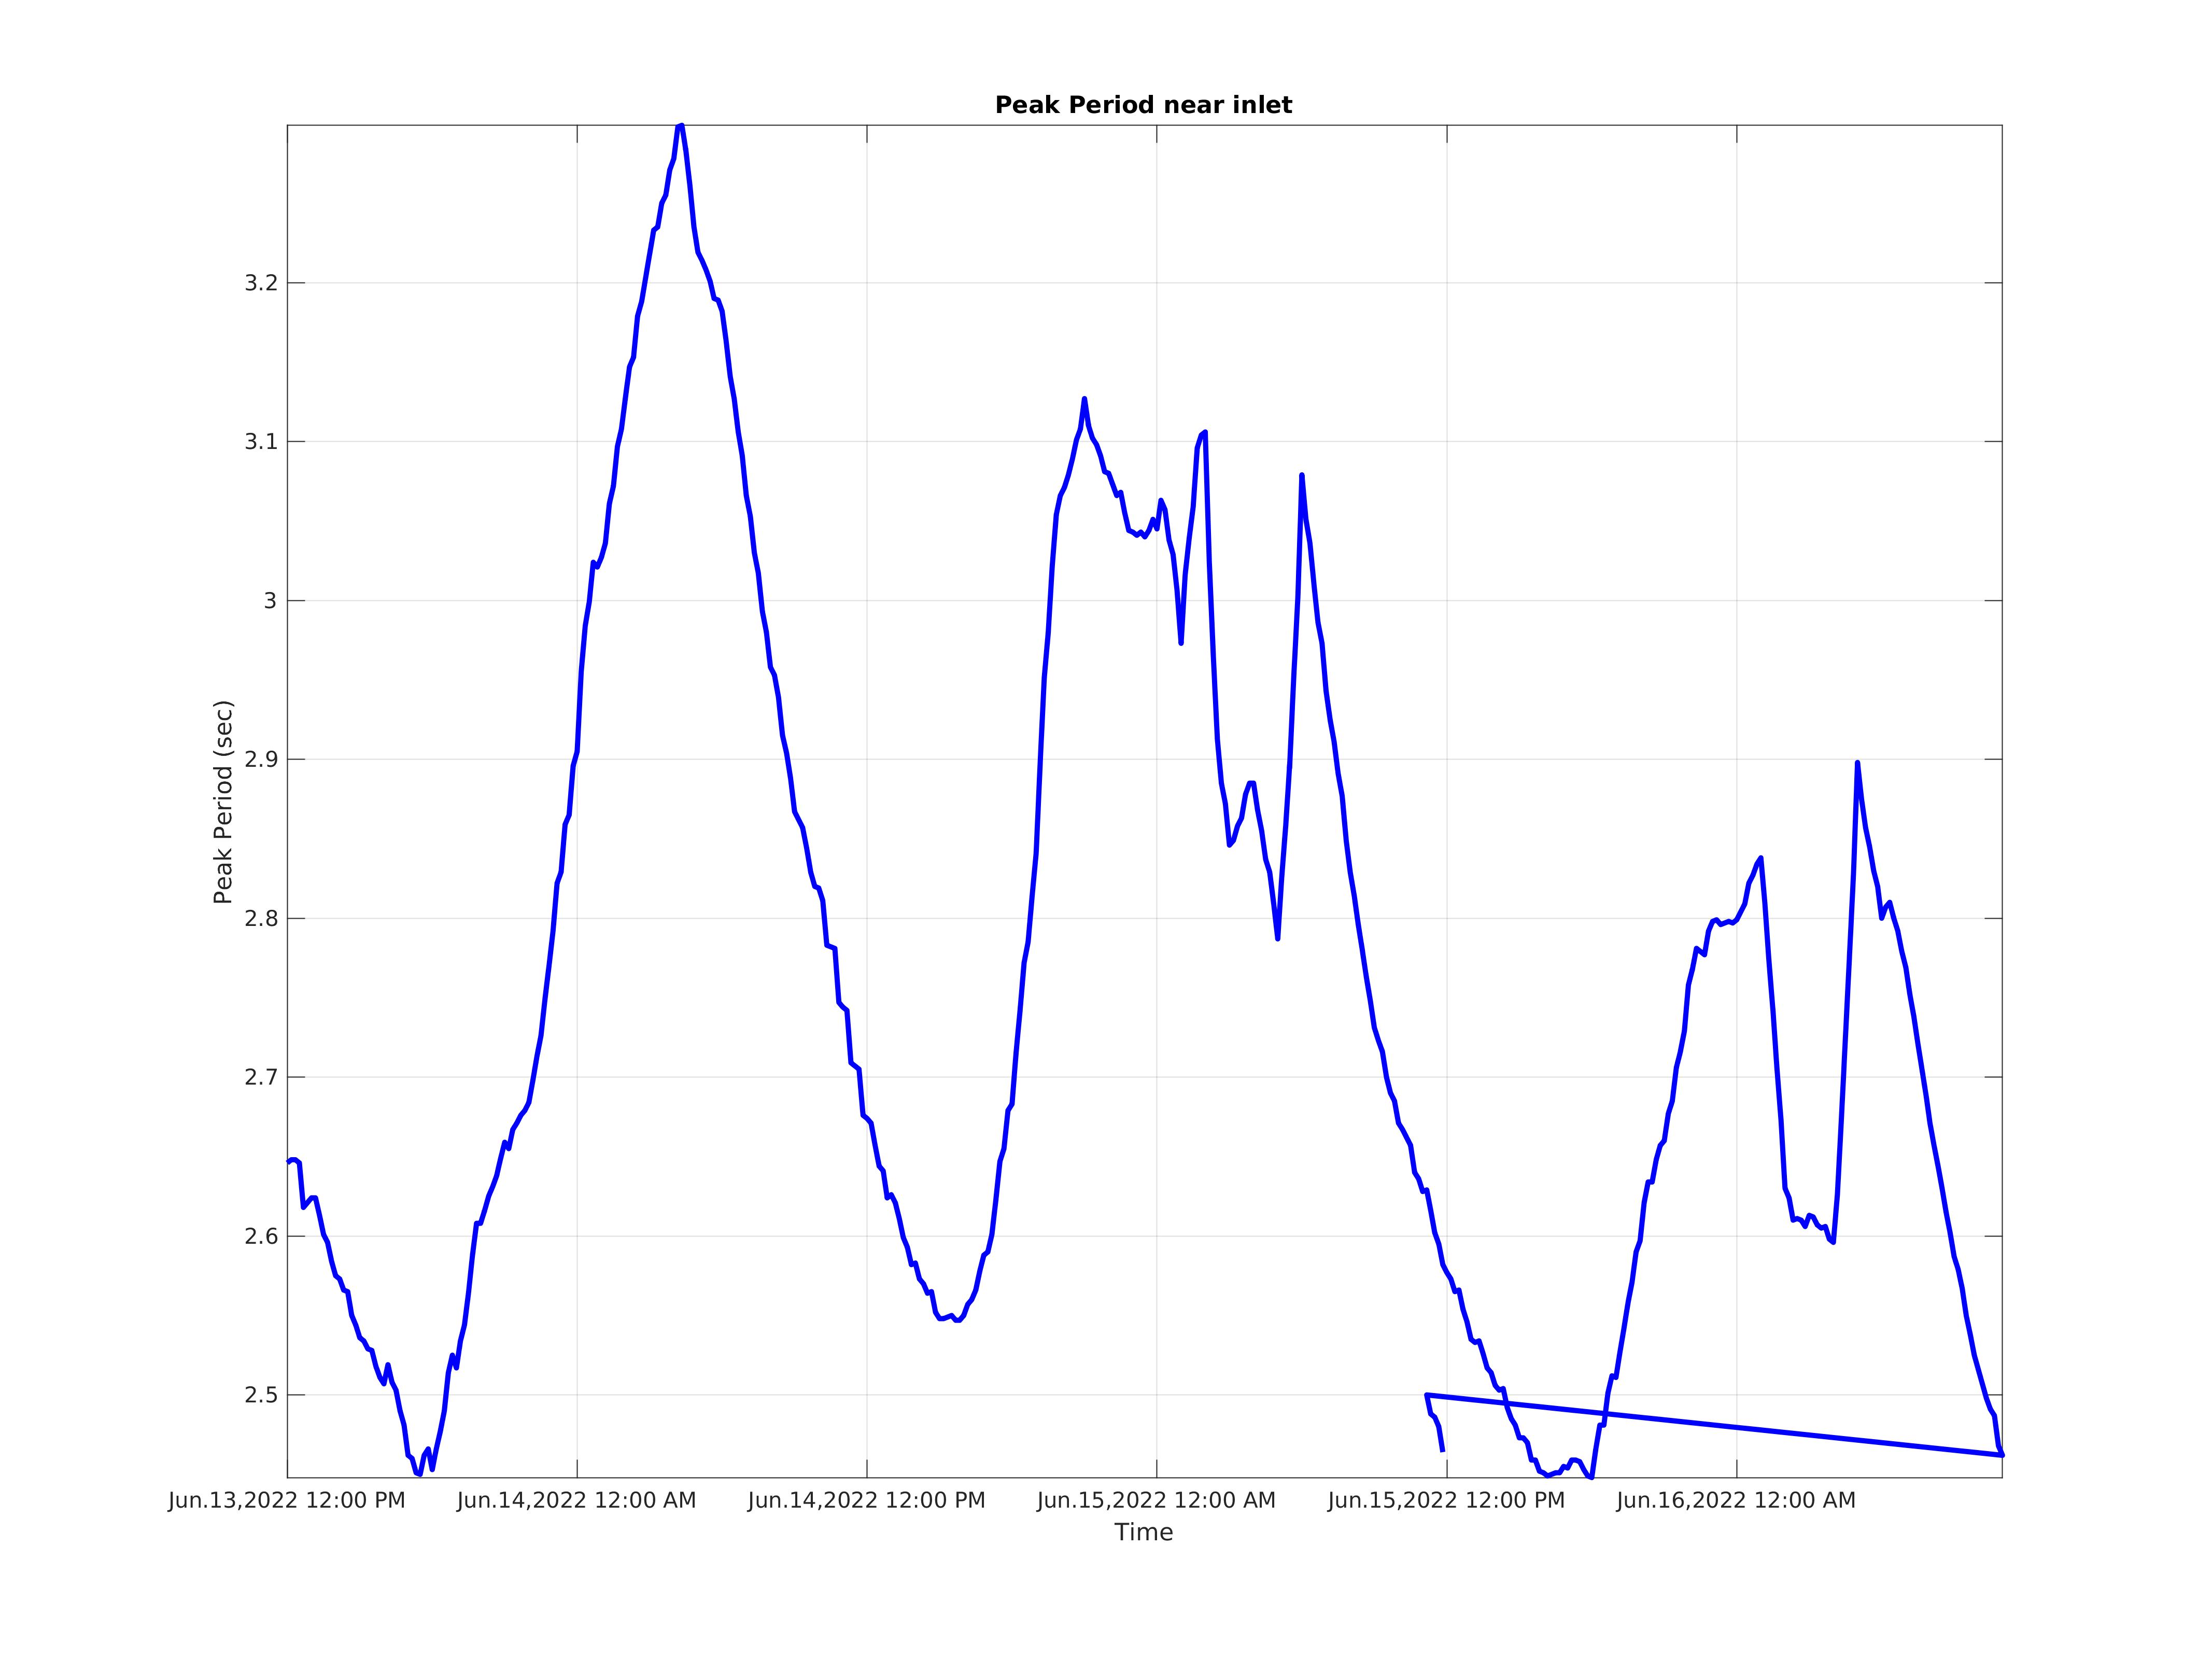 Peak Period near inlet
3.2
3.1
3
2.9
2.8
2.7
2.6
2.5
Peak Period (sec)
Jun.13,2022 12:00 PM
Jun.14,2022 12:00 AM
Jun.14,2022 12:00 PM
Jun.15,2022 12:00 AM
Jun.15,2022 12:00 PM
Jun.16,2022 12:00 AM
Time